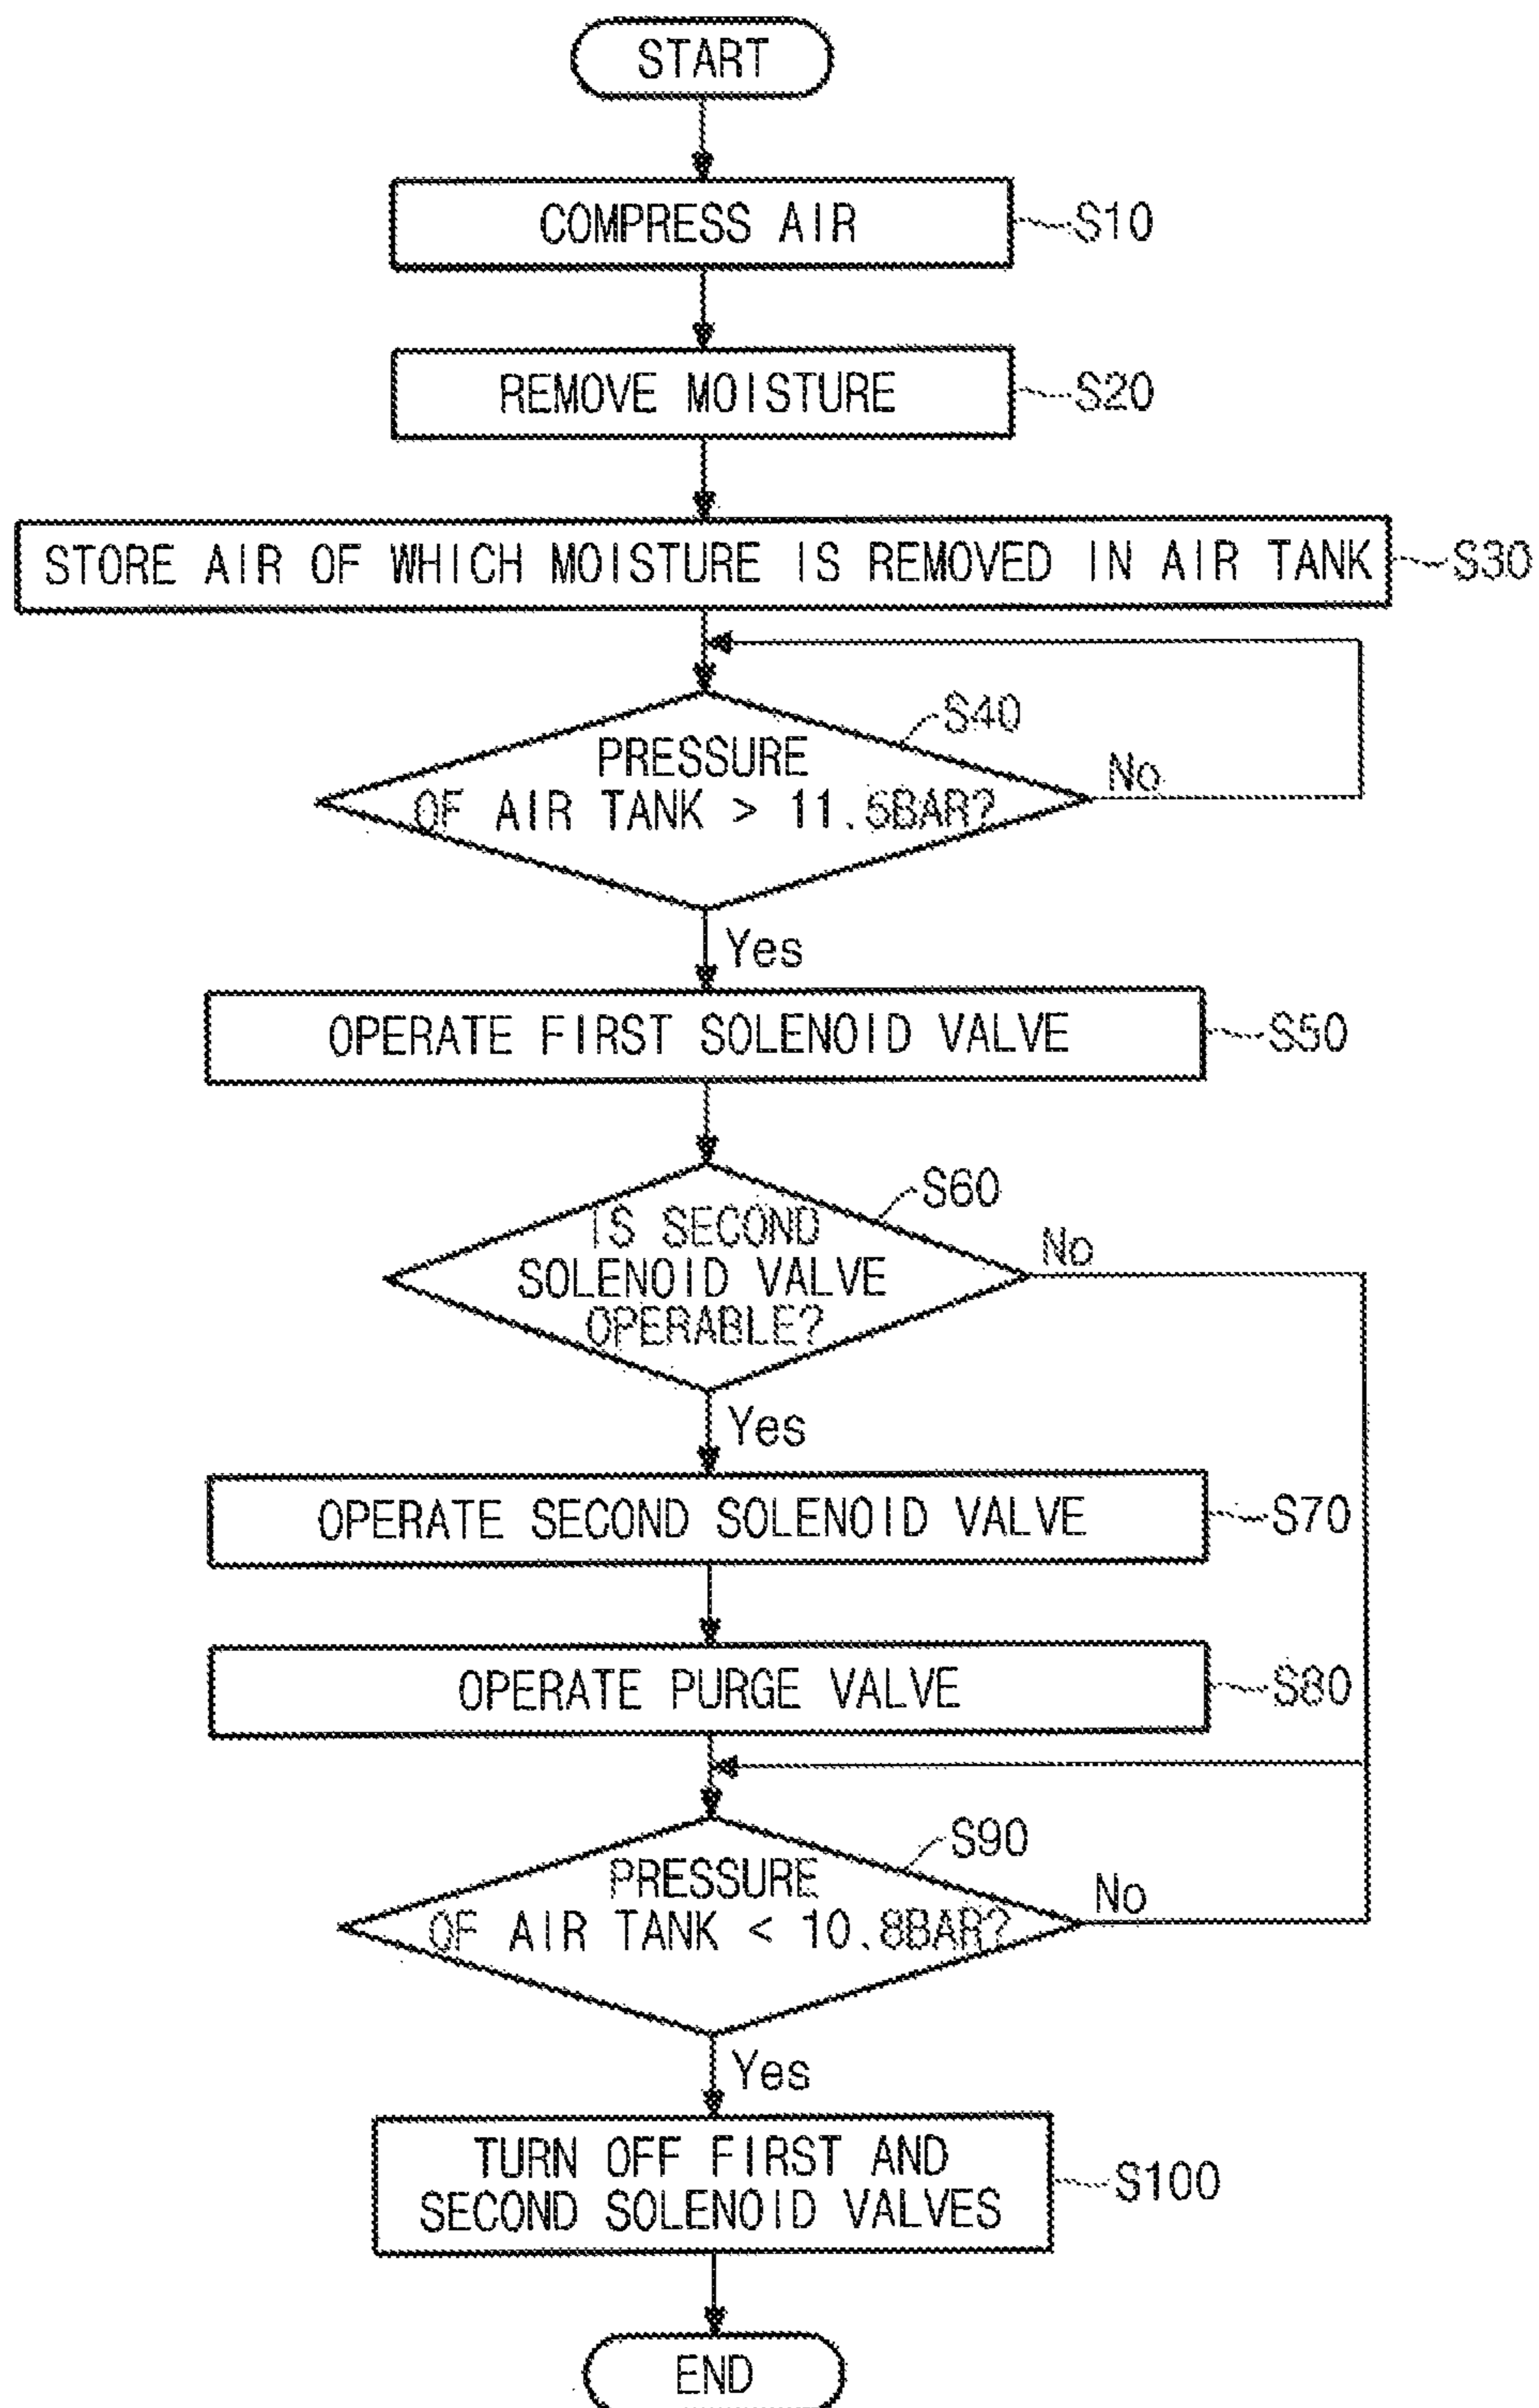 START
COMPRESS AIR
S10
REMOVE MOISTURE
S20
STORE AIR OF WHICH MOISTURE IS REMOVED IN AIR TANK
S30
S40
PRESSURE
OF AIR TANK > 11.6BAR?
No
Yes
OPERATE FIRST SOLENOID VALVE
S50
S60
IS SECOND
SOLENOID VALVE
OPERABLE?
No
Yes
OPERATE SECOND SOLENOID VALVE
S70
OPERATE PURGE VALVE
S80
S90
PRESSURE
OF AIR TANK < 10.8BAR?
No
Yes
TURN OFF FIRST AND
SECOND SOLENOID VALVES
S100
END